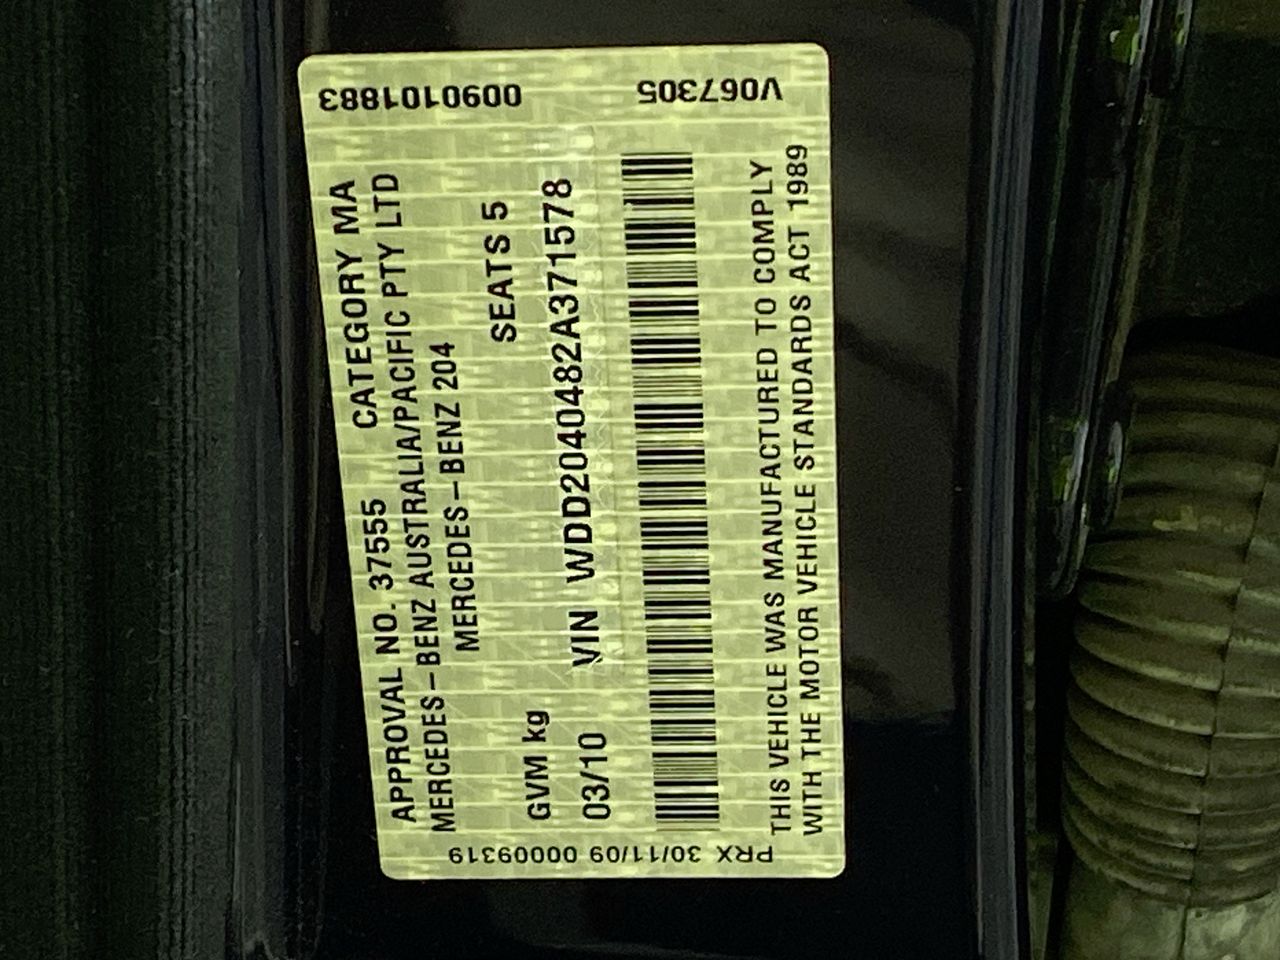 APPROVAL NO. 37555 CATEGORY MA
MERCEDES-BENZ AUSTRALIA/PACIFIC PTY LTD
MERCEDES-BENZ 204
GVM kg SEATS 5
03/10 VIN WDD2040482A371578
THIS VEHICLE WAS MANUFACTURED TO COMPLY
WITH THE MOTOR VEHICLE STANDARDS ACT 1989
V067305 0090101883
PRX 30/11/09 00009319